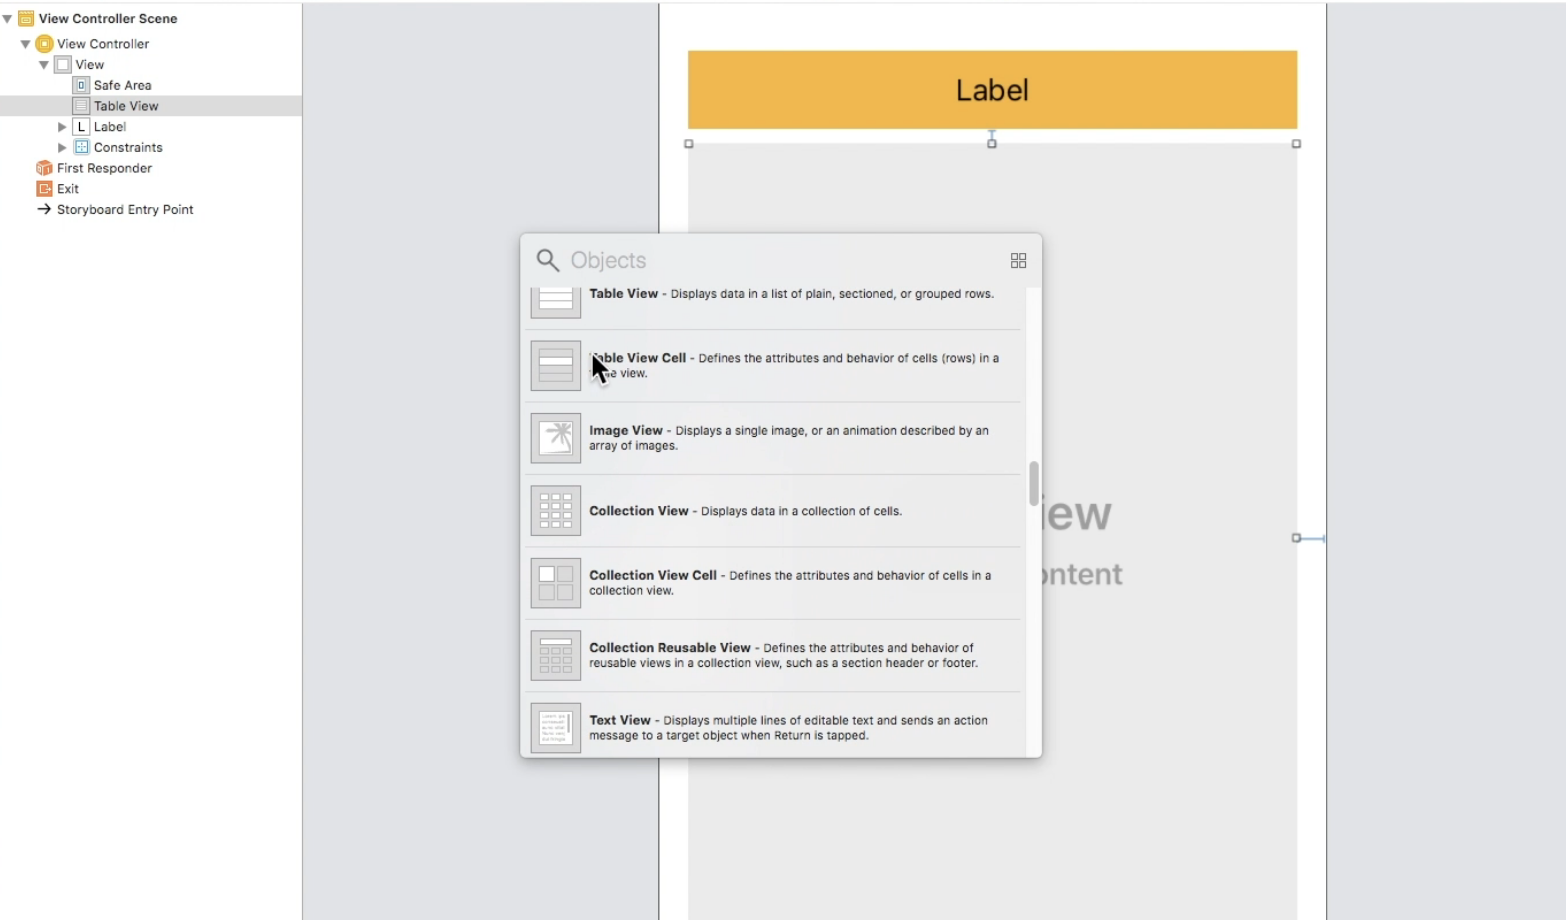 View Controller Scene
View Controller
View
Safe Area
Table View
L Label
Constraints
First Responder
Exit
Storyboard Entry Point
Label
Objects
Table View - Displays data in a list of plain, sectioned, or grouped rows.
Table View Cell - Defines the attributes and behavior of cells (rows) in a
view.
Image View - Displays a single image, or an animation described by an
array of images.
Collection View - Displays data in a collection of cells.
Collection View Cell - Defines the attributes and behavior of cells in a
collection view.
Collection Reusable View - Defines the attributes and behavior of
reusable views in a collection view, such as a section header or footer.
Text View - Displays multiple lines of editable text and sends an action
message to a target object when Return is tapped.
iew
ontent